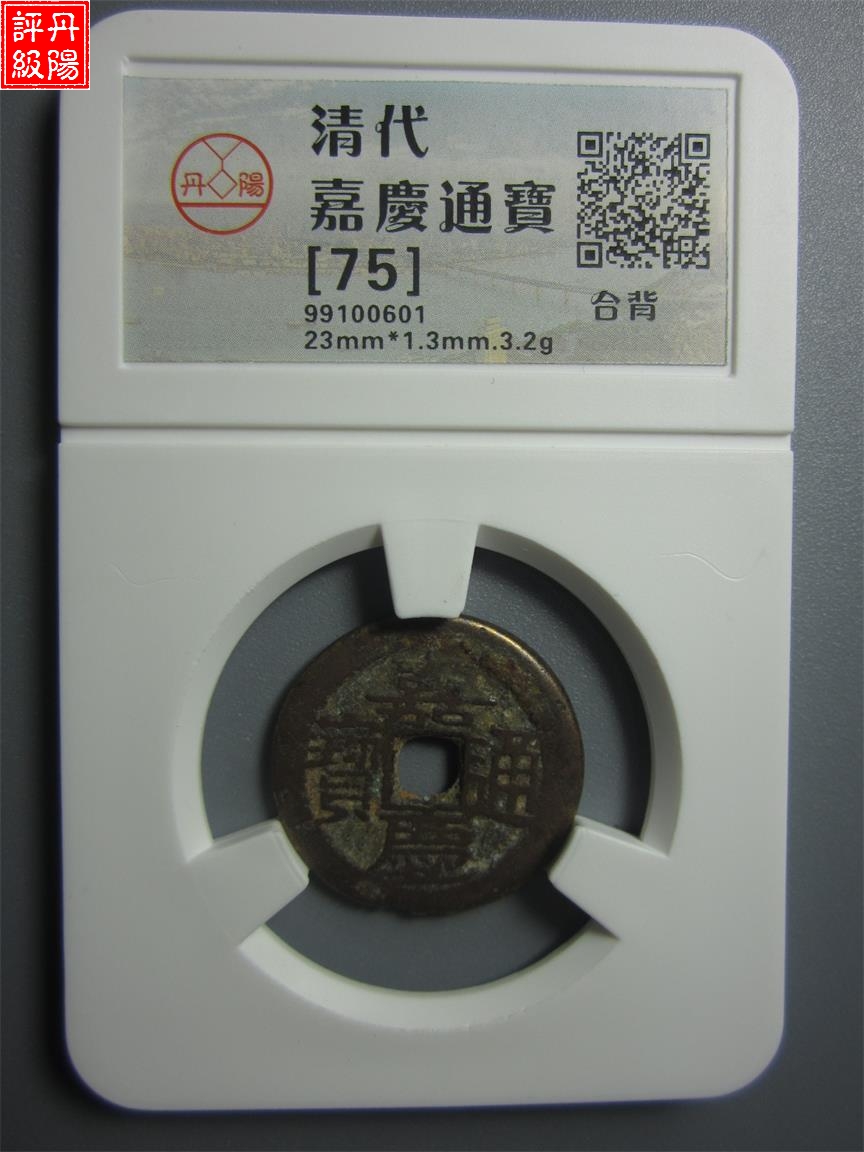 丹陽
評級
丹陽
清代
嘉慶通寶
[75]
99100601
23mm*1.3mm.3.2g
合背
嘉慶通寶